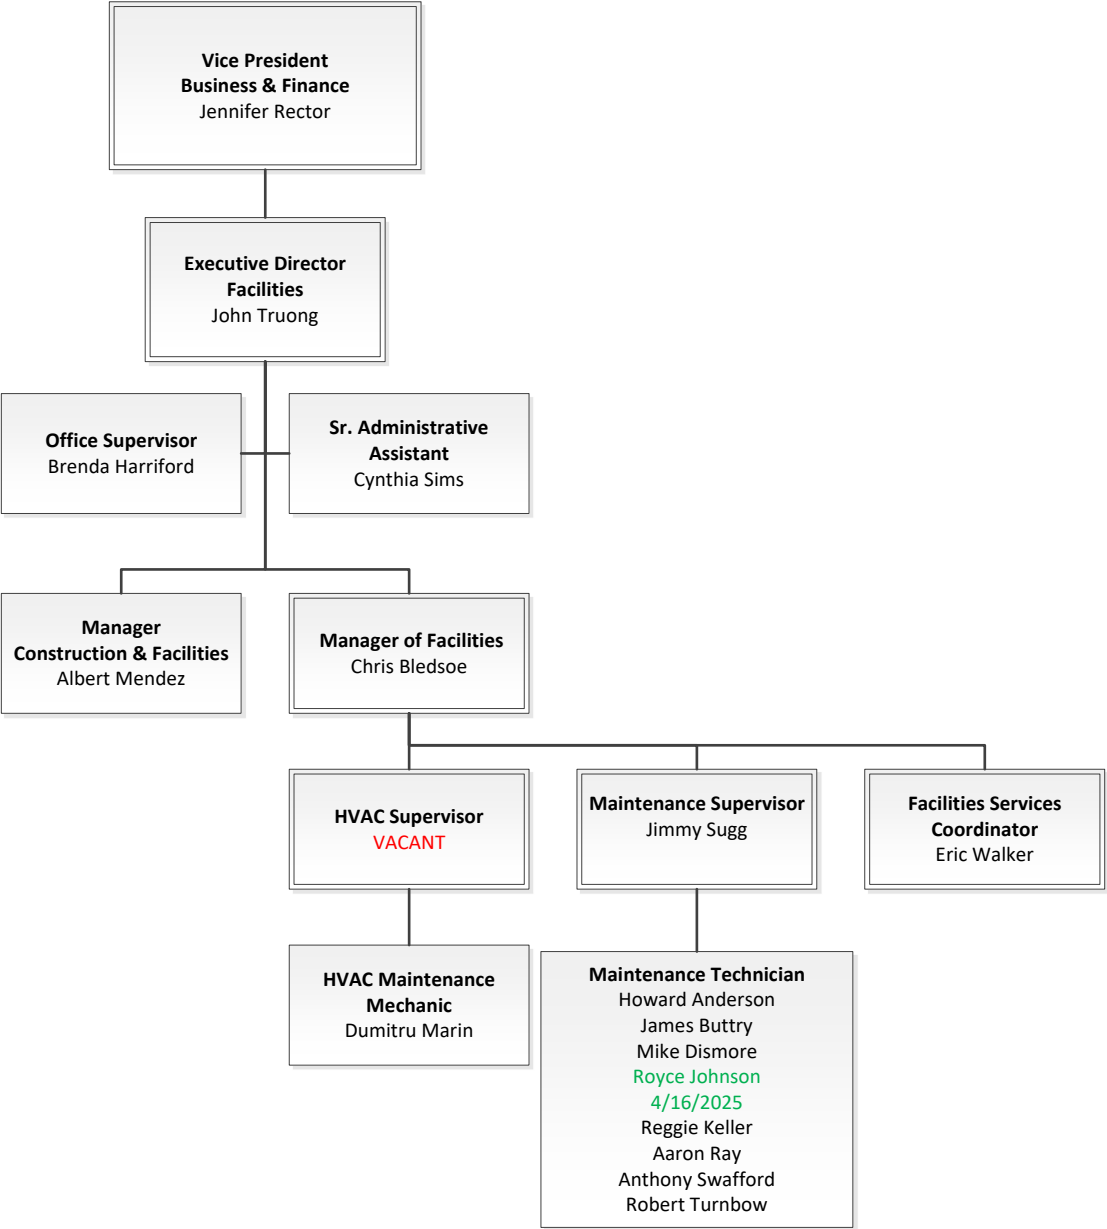 Vice President
Business & Finance
Jennifer Rector
Executive Director
Facilities
John Truong
Office Supervisor
Brenda Harriford
Sr. Administrative
Assistant
Cynthia Sims
Manager
Construction & Facilities
Albert Mendez
Manager of Facilities
Chris Bledsoe
HVAC Supervisor
VACANT
Maintenance Supervisor
Jimmy Sugg
Facilities Services
Coordinator
Eric Walker
HVAC Maintenance
Mechanic
Dumitru Marin
Maintenance Technician
Howard Anderson
James Buttry
Mike Dismore
Royce Johnson
4/16/2025
Reggie Keller
Aaron Ray
Anthony Swafford
Robert Turnbow